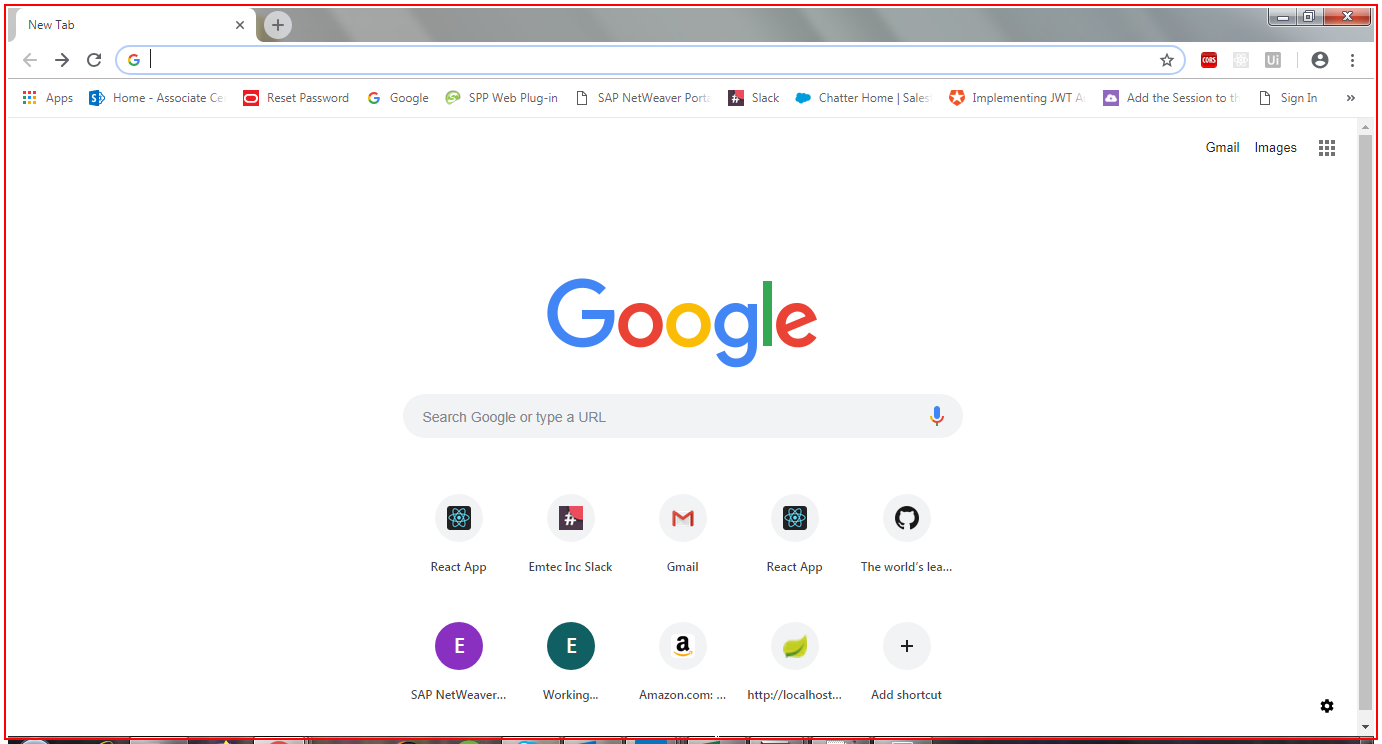 New Tab
CORS Ui
Apps Home - Associate Ce Reset Password Google SPP Web Plug-in SAP NetWeaver Porta Slack Chatter Home | Sales Implementing JWT A Add the Session to th Sign In »
Gmail Images
Google
Search Google or type a URL
React App Emtec Inc Slack Gmail React App The world's lea...
E E a
SAP NetWeaver... Working... Amazon.com: ... http://localhost... Add shortcut